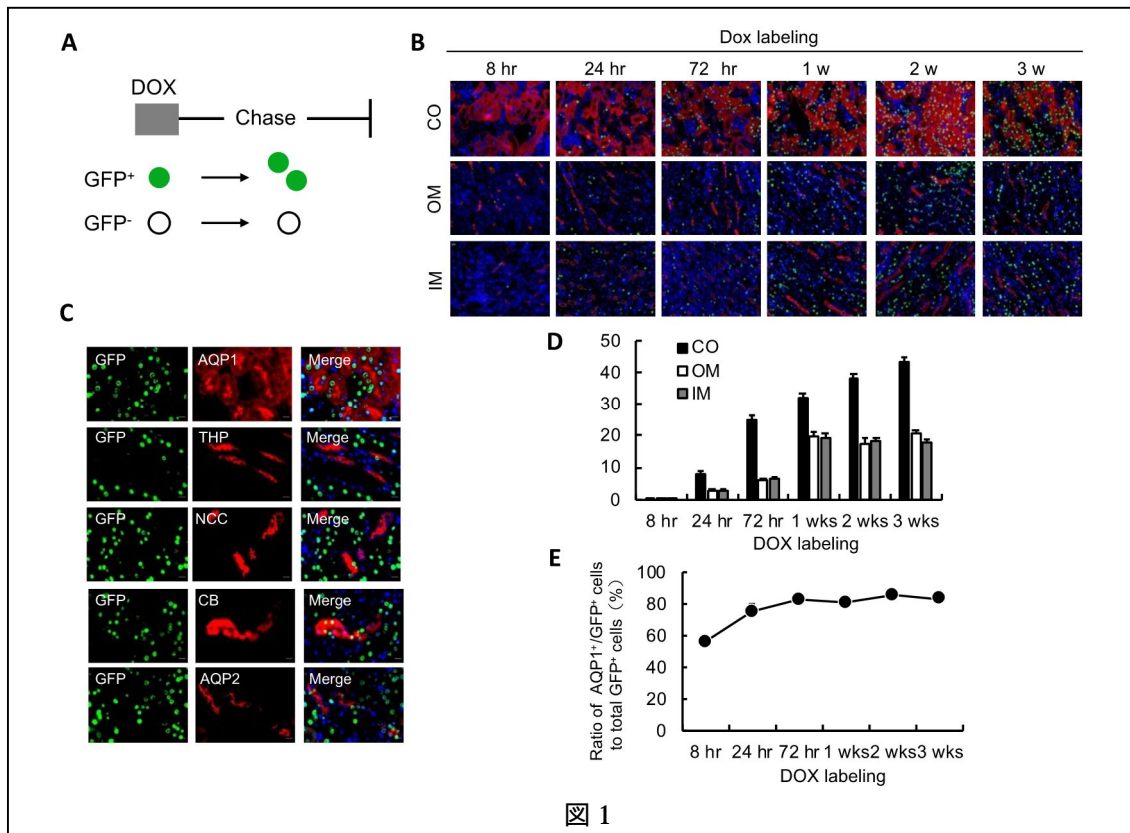 A
DOX
Chase
GFP⁺
GFP⁻
B
Dox labeling
8 hr 24 hr 72 hr 1 w 2 w 3 w
CO
OM
IM
C
GFP AQP1 Merge
GFP THP Merge
GFP NCC Merge
GFP CB Merge
GFP AQP2 Merge
D
50
40
30
20
10
0
CO
OM
IM
8 hr 24 hr 72 hr 1 wks 2 wks 3 wks
DOX labeling
E
Ratio of AQP1⁺/GFP⁺ cells
to total GFP⁺ cells (%)
100
80
60
40
20
0
8 hr 24 hr 72 hr 1 wks2 wks3 wks
DOX labeling
図 1